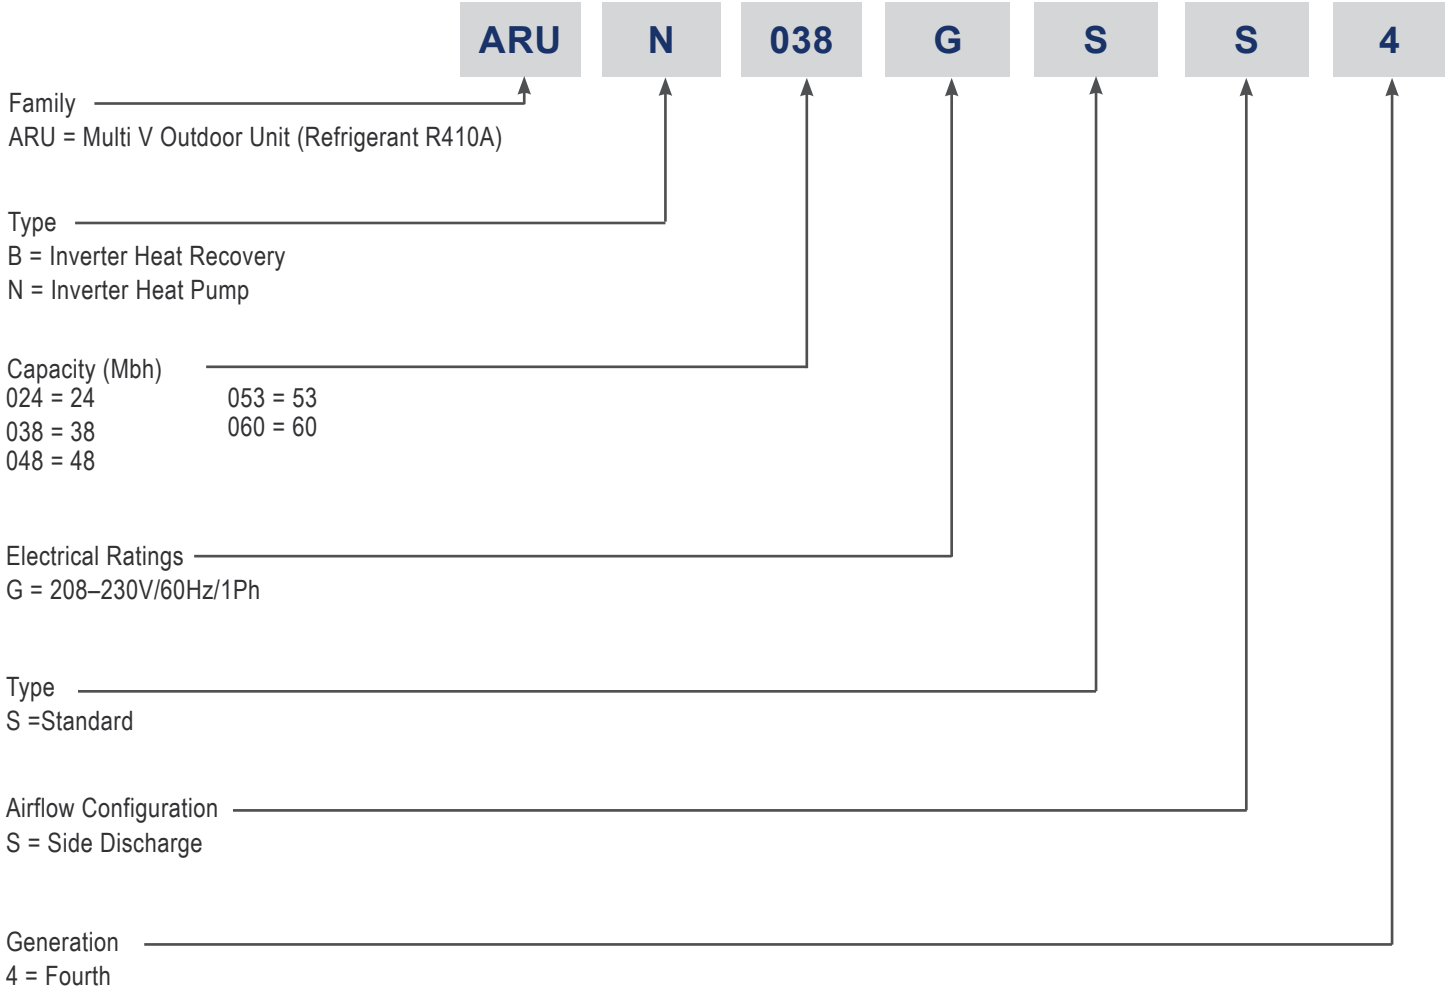 ARU N 038 G S S 4
Family
ARU = Multi V Outdoor Unit (Refrigerant R410A)
Type
B = Inverter Heat Recovery
N = Inverter Heat Pump
Capacity (Mbh)
024 = 24 053 = 53
038 = 38 060 = 60
048 = 48
Electrical Ratings
G = 208–230V/60Hz/1Ph
Type
S =Standard
Airflow Configuration
S = Side Discharge
Generation
4 = Fourth